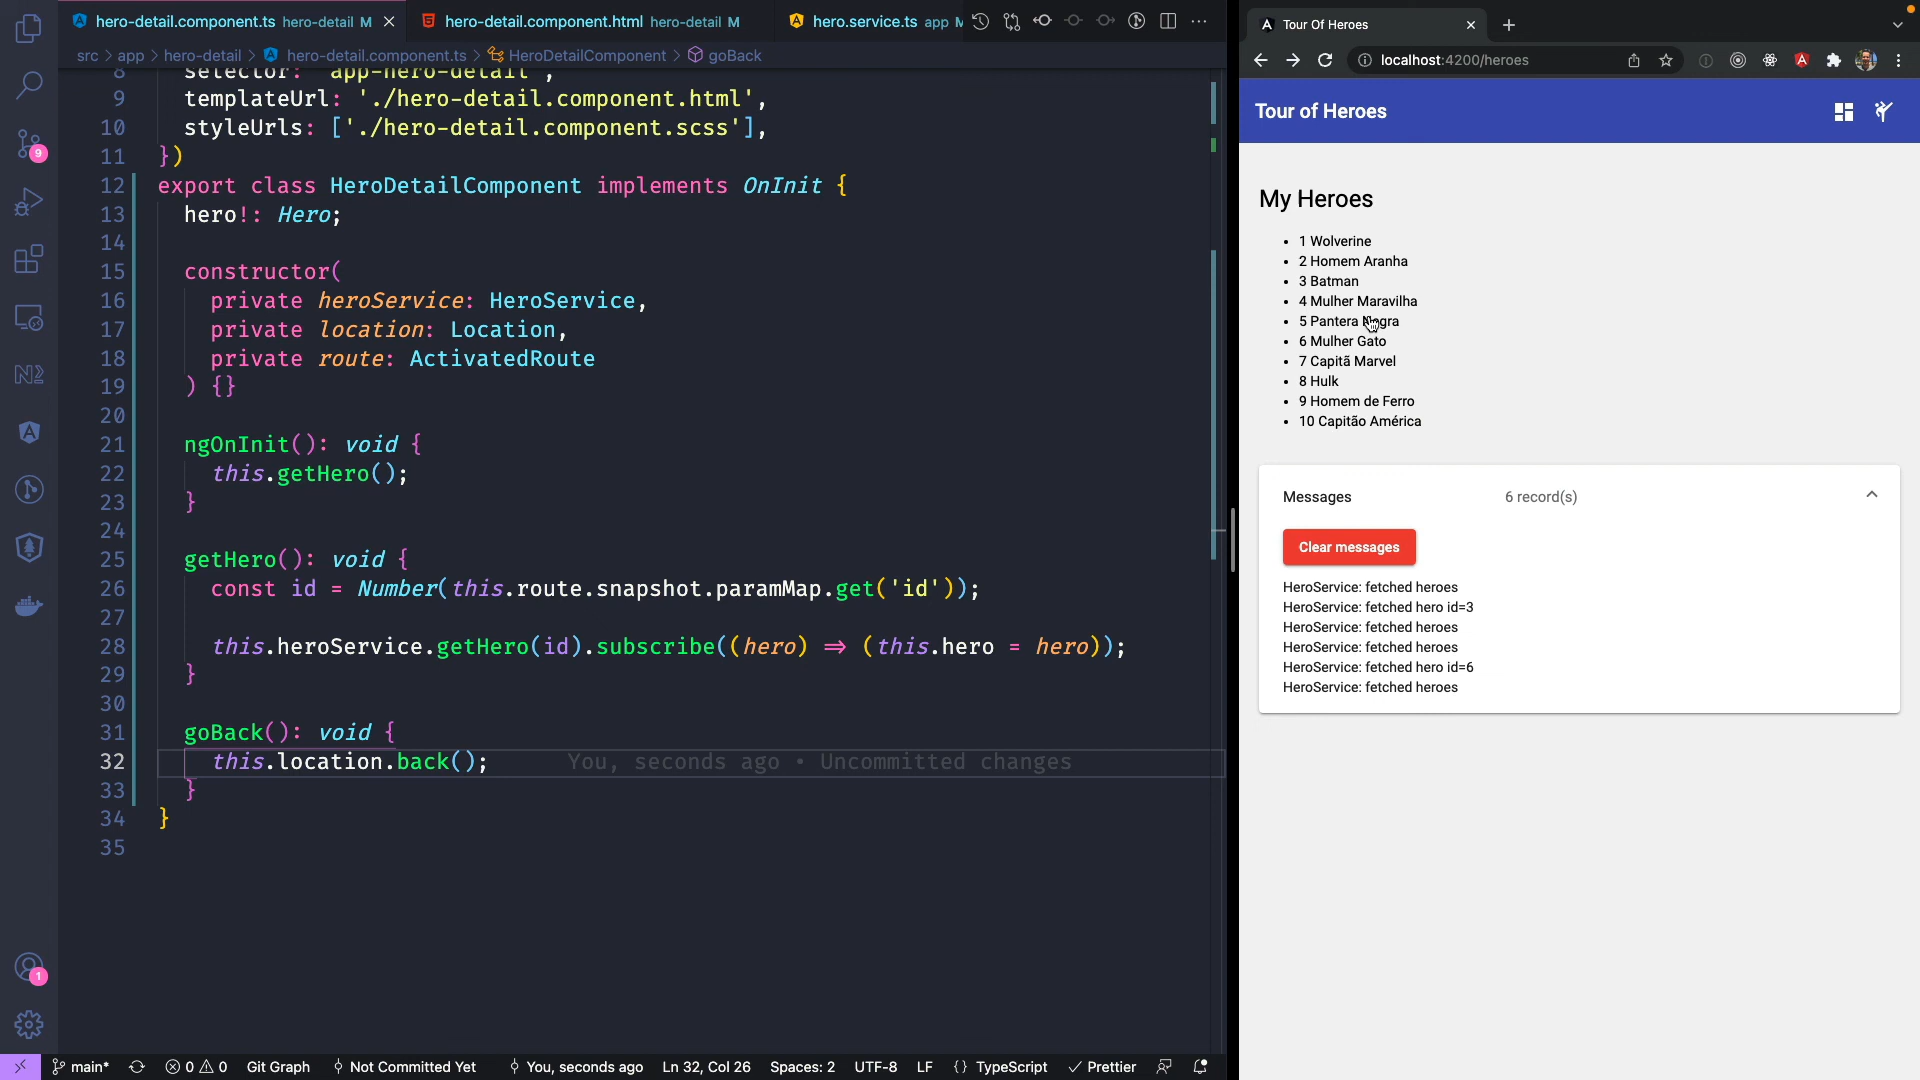 hero-detail.component.ts hero-detail M
hero-detail.component.html hero-detail M
hero.service.ts app M
src > app > hero-detail > hero-detail.component.ts > HeroDetailComponent > goBack
8 selector: 'app-hero-detail',
9 templateUrl: './hero-detail.component.html',
10 styleUrls: ['./hero-detail.component.scss'],
11 })
12 export class HeroDetailComponent implements OnInit {
13 hero!: Hero;
14
15 constructor(
16 private heroService: HeroService,
17 private location: Location,
18 private route: ActivatedRoute
19 ) {}
20
21 ngOnInit(): void {
22 this.getHero();
23 }
24
25 getHero(): void {
26 const id = Number(this.route.snapshot.paramMap.get('id'));
27
28 this.heroService.getHero(id).subscribe((hero) => (this.hero = hero));
29 }
30
31 goBack(): void {
32 this.location.back(); You, seconds ago • Uncommitted changes
33 }
34 }
35
9
1
main* 0 0 Git Graph Not Committed Yet You, seconds ago Ln 32, Col 26 Spaces: 2 UTF-8 LF {} TypeScript Prettier
Tour Of Heroes
localhost:4200/heroes
Tour of Heroes
My Heroes
• 1 Wolverine
• 2 Homem Aranha
• 3 Batman
• 4 Mulher Maravilha
• 5 Pantera Negra
• 6 Mulher Gato
• 7 Capitã Marvel
• 8 Hulk
• 9 Homem de Ferro
• 10 Capitão América
Messages 6 record(s)
Clear messages
HeroService: fetched heroes
HeroService: fetched hero id=3
HeroService: fetched heroes
HeroService: fetched heroes
HeroService: fetched hero id=6
HeroService: fetched heroes